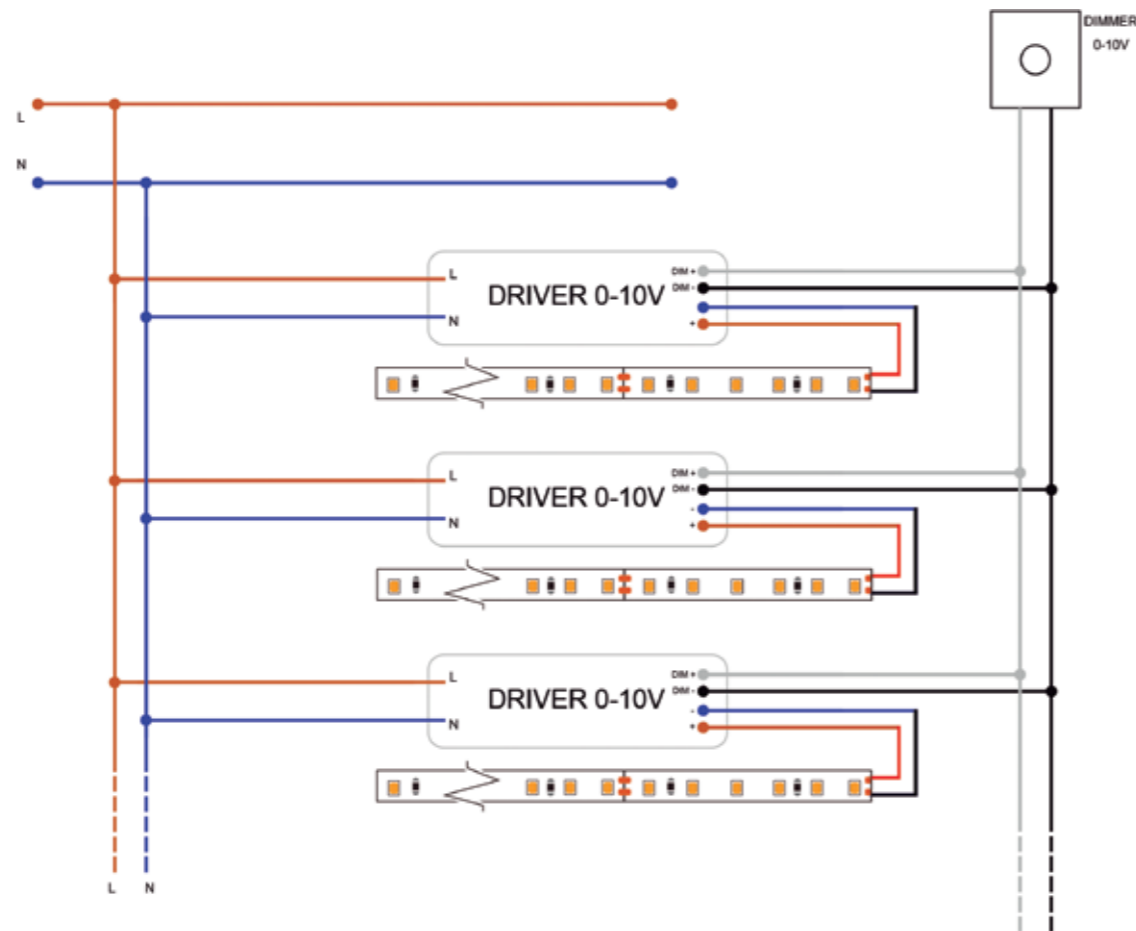 DIMMER
0-10V
L
N
L
DIM +
DRIVER 0-10V
DIM -
N
+
L
DIM +
DRIVER 0-10V
DIM -
-
N
+
L
DIM +
DRIVER 0-10V
DIM -
-
N
+
L N